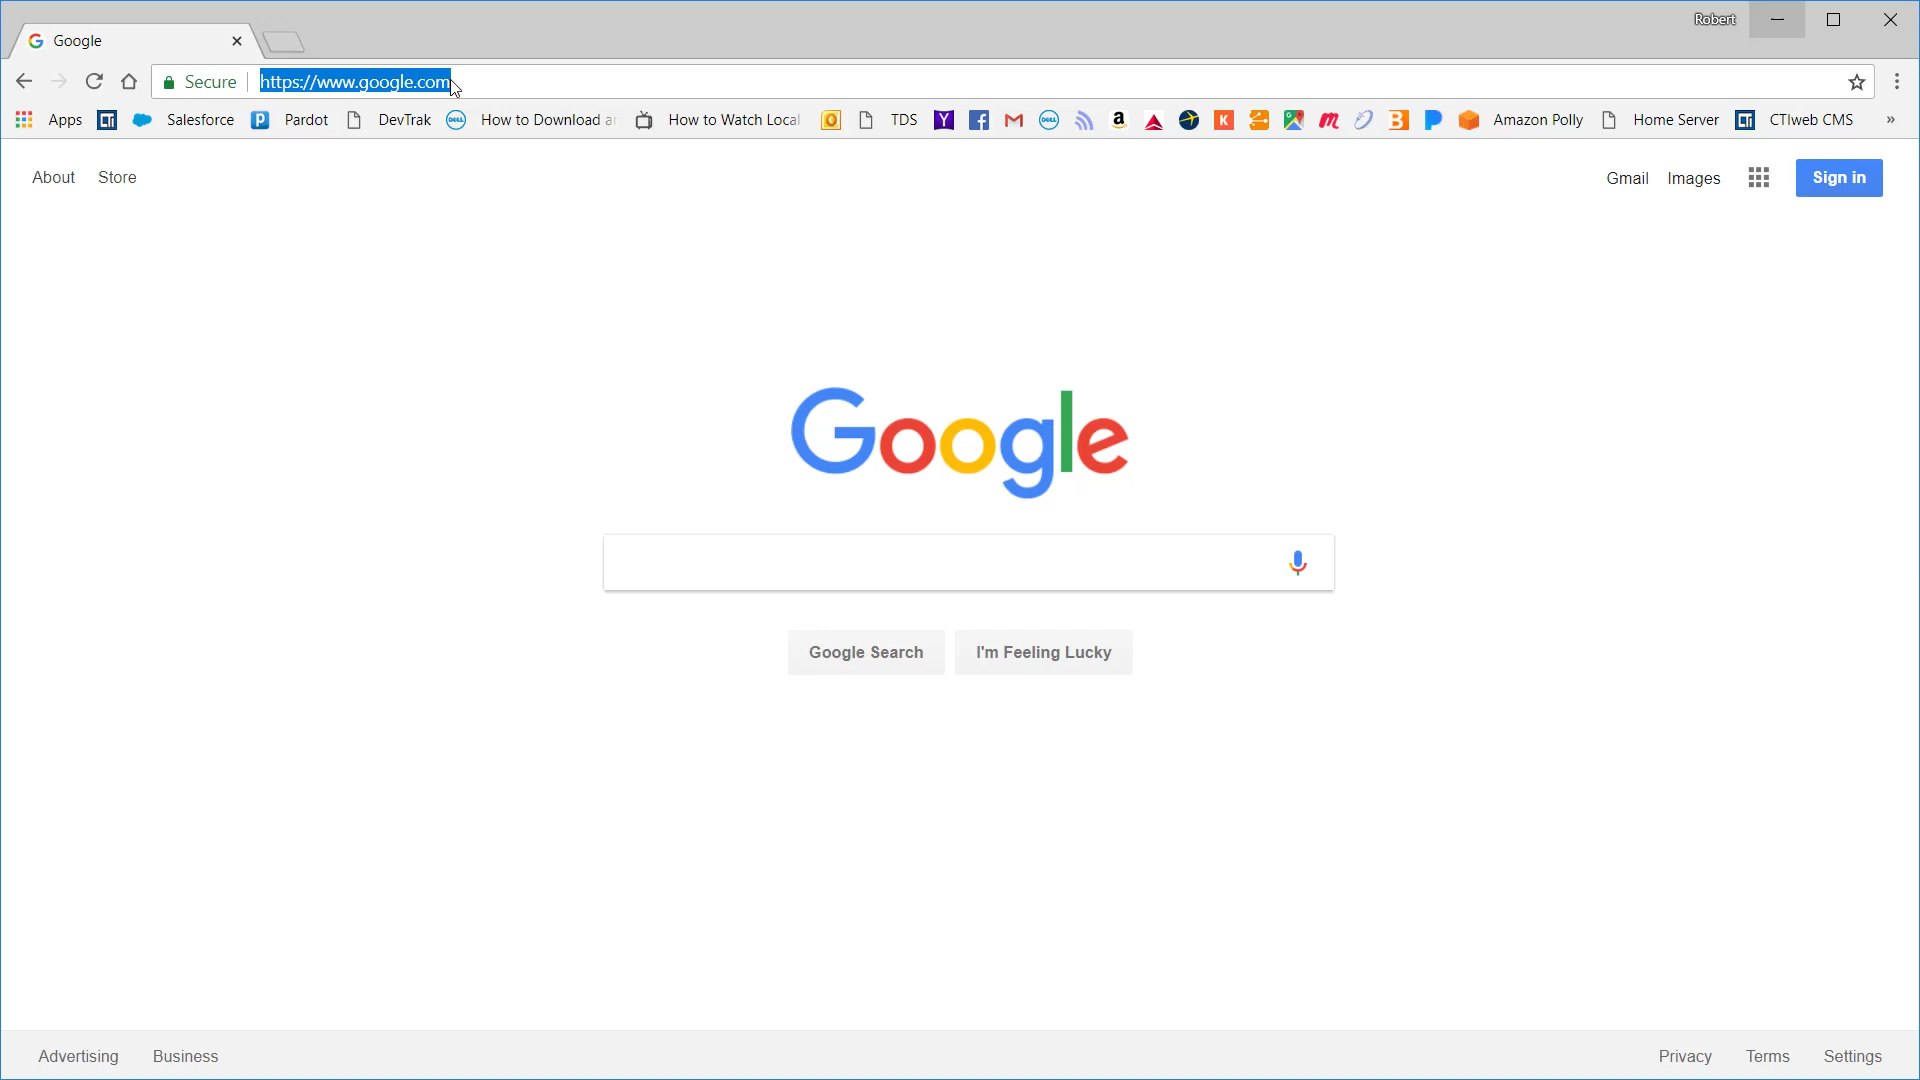 Robert
Google
Secure https://www.google.com
Apps Salesforce Pardot DevTrak How to Download a How to Watch Local TDS Amazon Polly Home Server CTIweb CMS »
About Store Gmail Images Sign in
Google
Google Search I'm Feeling Lucky
Advertising Business Privacy Terms Settings